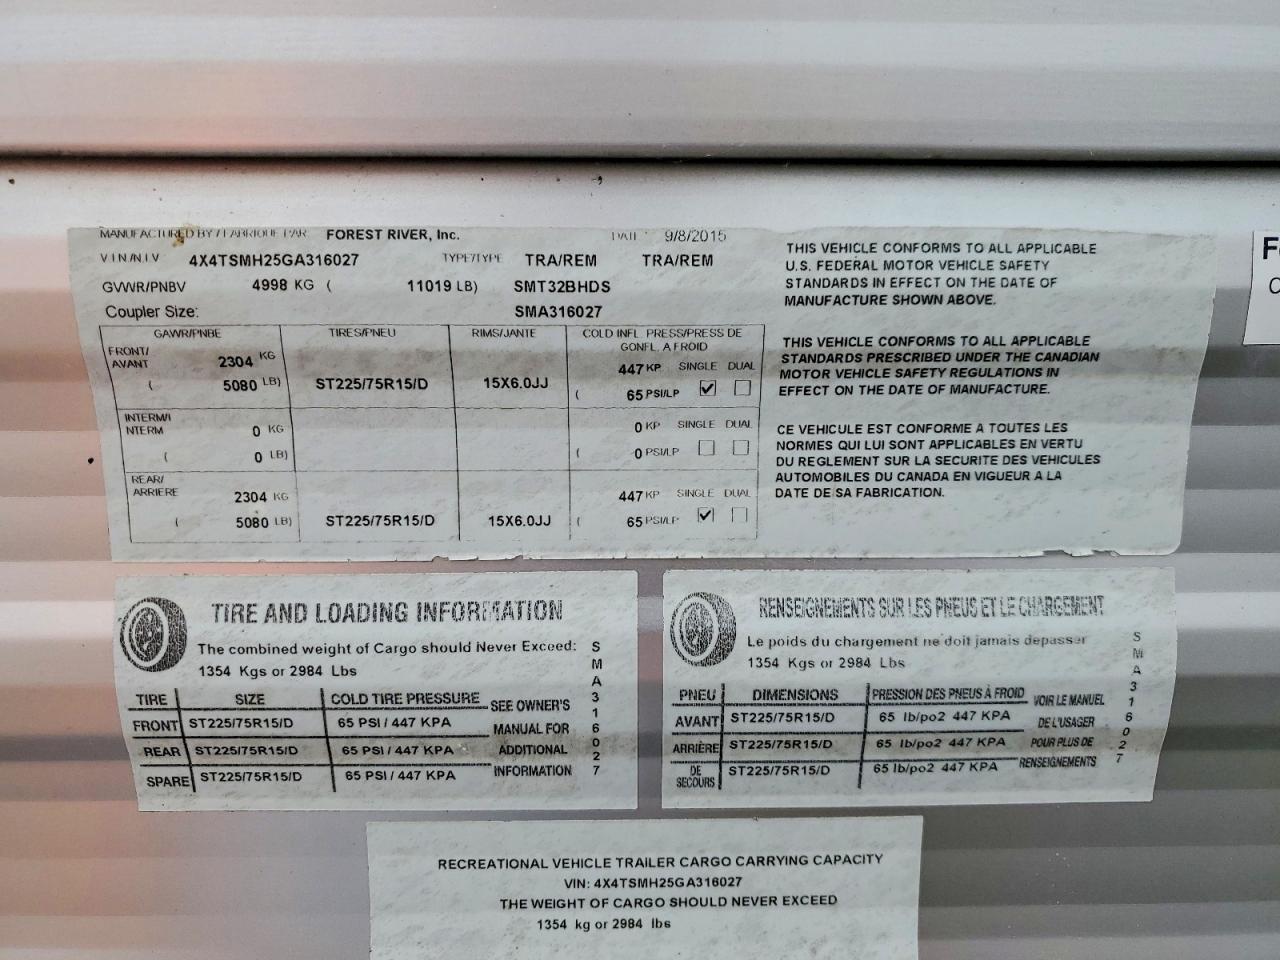 MANUFACTURED BY / FABRIQUE PAR FOREST RIVER, Inc. DATE 9/8/2015
VIN/N.I.V 4X4TSMH25GA316027 TYPE/TYPE TRA/REM TRA/REM
GVWR/PNBV 4998 KG ( 11019 LB) SMT32BHDS
Coupler Size: SMA316027
GAWR/PNBE TIRES/PNEU RIMS/JANTE COLD INFL. PRESS/PRESS DE
GONFL. A FROID
FRONT/
AVANT 2304 KG 447 KP SINGLE DUAL
( 5080 LB) ST225/75R15/D 15X6.0JJ ( 65 PSI/LP
INTERM/I
NTERM 0 KG 0 KP SINGLE DUAL
( 0 LB) ( 0 PSI/LP
REAR/
ARRIERE 2304 KG 447 KP SINGLE DUAL
( 5080 LB) ST225/75R15/D 15X6.0JJ ( 65 PSI/LP
THIS VEHICLE CONFORMS TO ALL APPLICABLE
U.S. FEDERAL MOTOR VEHICLE SAFETY
STANDARDS IN EFFECT ON THE DATE OF
MANUFACTURE SHOWN ABOVE.
THIS VEHICLE CONFORMS TO ALL APPLICABLE
STANDARDS PRESCRIBED UNDER THE CANADIAN
MOTOR VEHICLE SAFETY REGULATIONS IN
EFFECT ON THE DATE OF MANUFACTURE.
CE VEHICULE EST CONFORME A TOUTES LES
NORMES QUI LUI SONT APPLICABLES EN VERTU
DU REGLEMENT SUR LA SECURITE DES VEHICULES
AUTOMOBILES DU CANADA EN VIGUEUR A LA
DATE DE SA FABRICATION.
TIRE AND LOADING INFORMATION
The combined weight of Cargo should Never Exceed:
1354 Kgs or 2984 Lbs
TIRE SIZE COLD TIRE PRESSURE SEE OWNER'S
FRONT ST225/75R15/D 65 PSI / 447 KPA MANUAL FOR
REAR ST225/75R15/D 65 PSI / 447 KPA ADDITIONAL
SPARE ST225/75R15/D 65 PSI / 447 KPA INFORMATION
SMA316027
RENSEIGNEMENTS SUR LES PNEUS ET LE CHARGEMENT
Le poids du chargement ne doit jamais depasser
1354 Kgs or 2984 Lbs
PNEU DIMENSIONS PRESSION DES PNEUS À FROID VOIR LE MANUEL
AVANT ST225/75R15/D 65 lb/po2 447 KPA DE L'USAGER
ARRIÈRE ST225/75R15/D 65 lb/po2 447 KPA POUR PLUS DE
DE
SECOURS ST225/75R15/D 65 lb/po2 447 KPA RENSEIGNEMENTS
SMA316027
RECREATIONAL VEHICLE TRAILER CARGO CARRYING CAPACITY
VIN: 4X4TSMH25GA316027
THE WEIGHT OF CARGO SHOULD NEVER EXCEED
1354 kg or 2984 lbs